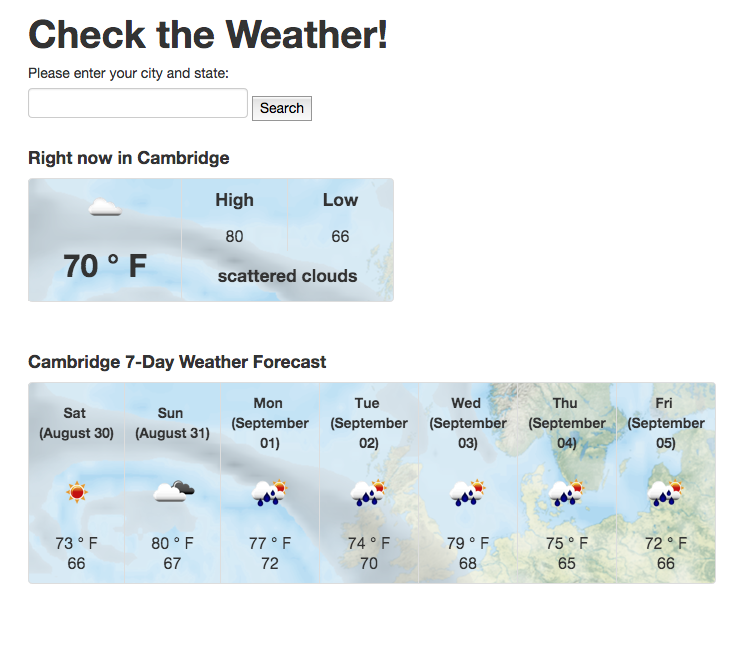 Check the Weather!
Please enter your city and state:
Search
Right now in Cambridge
High Low
80 66
70 ° F
scattered clouds
Cambridge 7-Day Weather Forecast
Sat
(August 30)
73 ° F
66
Sun
(August 31)
80 ° F
67
Mon
(September
01)
77 ° F
72
Tue
(September
02)
74 ° F
70
Wed
(September
03)
79 ° F
68
Thu
(September
04)
75 ° F
65
Fri
(September
05)
72 ° F
66